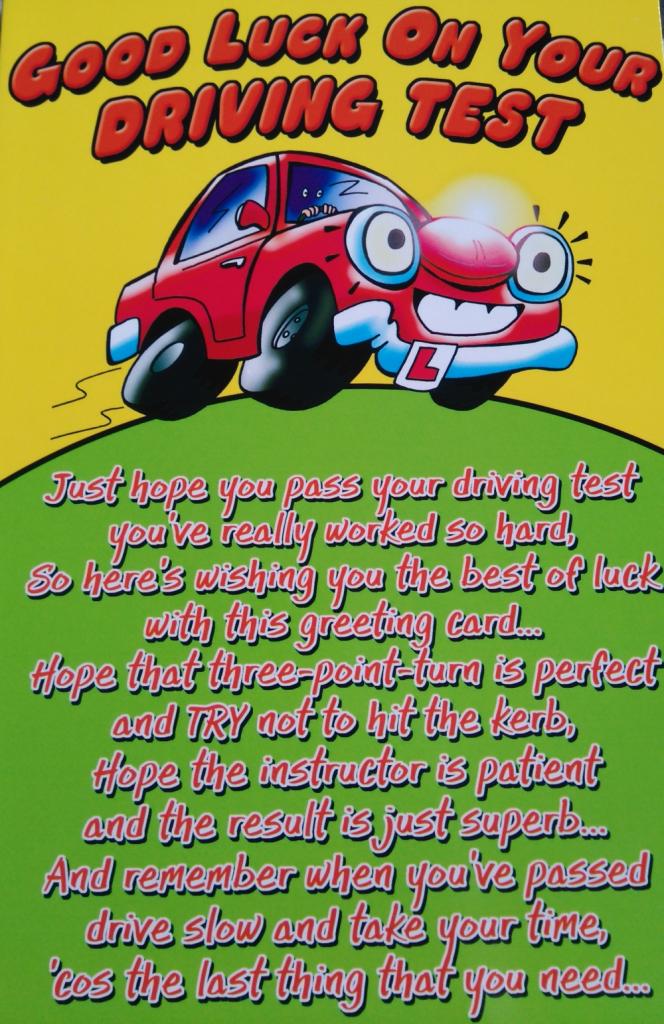 GOOD LUCK ON YOUR
DRIVING TEST
L
Just hope you pass your driving test
you've really worked so hard,
So here's wishing you the best of luck
with this greeting card...
Hope that three-point-turn is perfect
and TRY not to hit the kerb,
Hope the instructor is patient
and the result is just superb...
And remember when you've passed
drive slow and take your time,
'cos the last thing that you need...